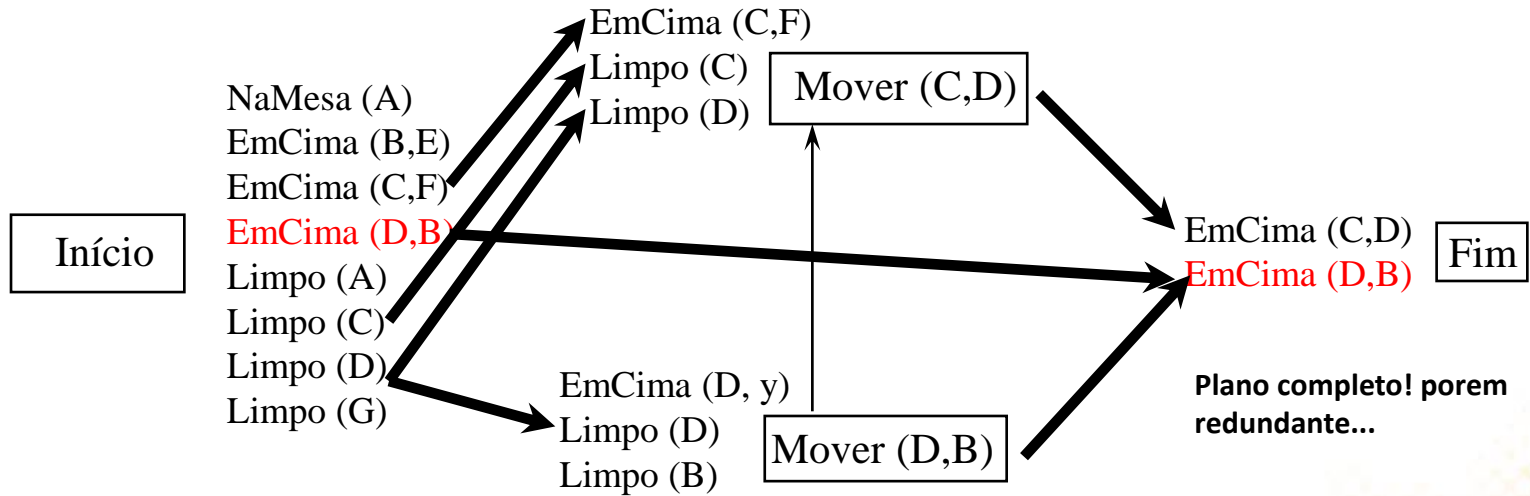 Início
NaMesa (A)
EmCima (B,E)
EmCima (C,F)
EmCima (D,B)
Limpo (A)
Limpo (C)
Limpo (D)
Limpo (G)
EmCima (C,F)
Limpo (C)
Limpo (D)
Mover (C,D)
EmCima (D, y)
Limpo (D)
Limpo (B)
Mover (D,B)
EmCima (C,D)
EmCima (D,B)
Fim
Plano completo! porem
redundante...